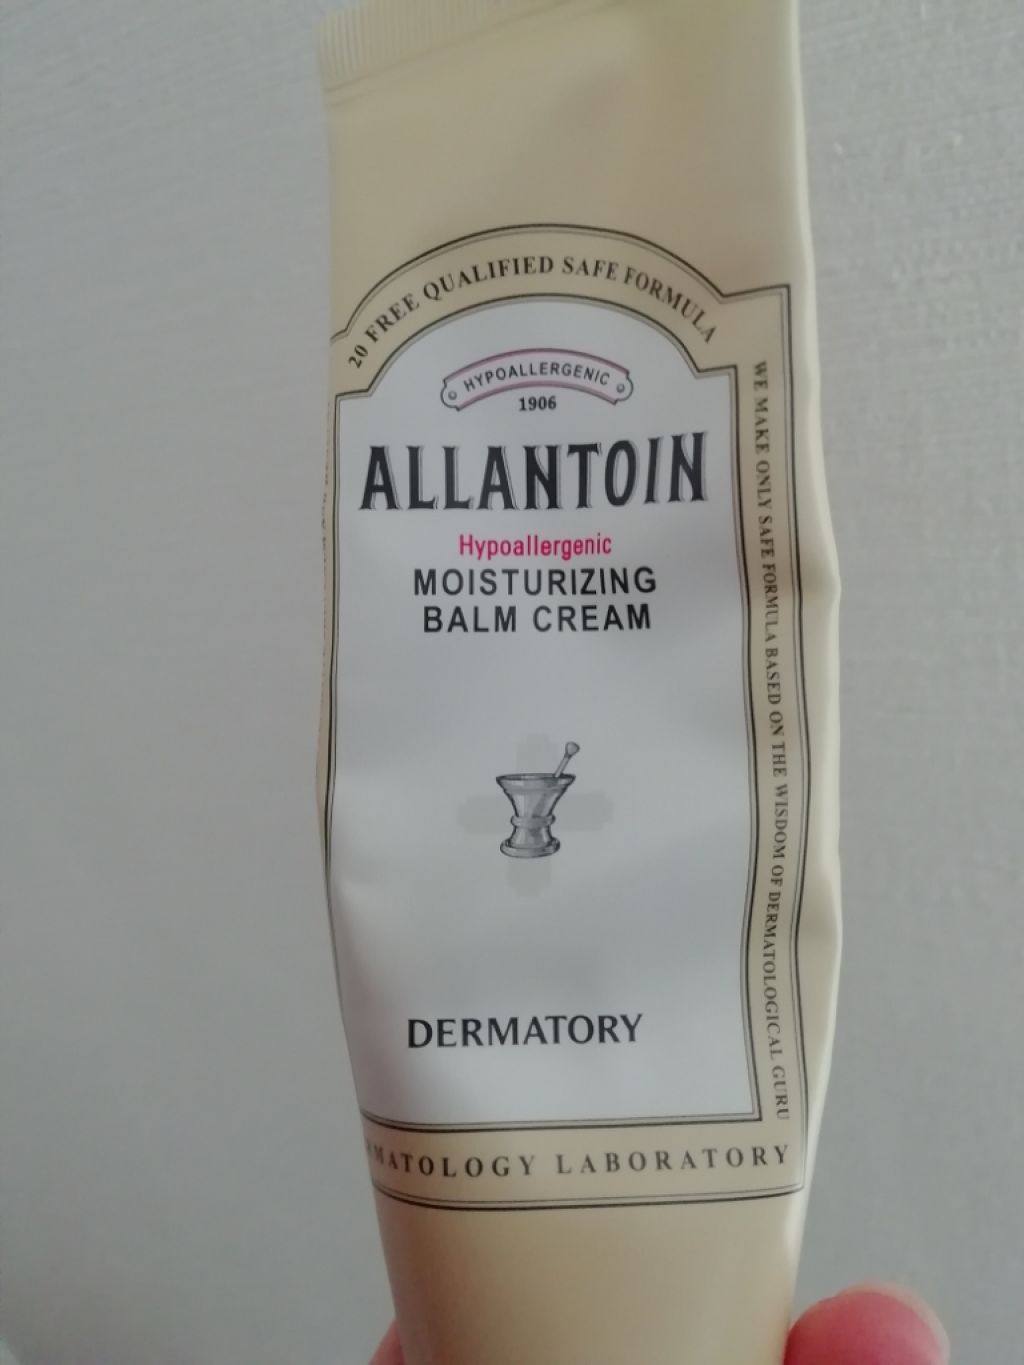 20 FREE QUALIFIED SAFE FORMULA
HYPOALLERGENIC
1906
ALLANTOIN
Hypoallergenic
MOISTURIZING
BALM CREAM
DERMATORY
WE MAKE ONLY SAFE FORMULA BASED ON THE WISDOM OF DERMATOLOGICAL GURU
LABORATORY